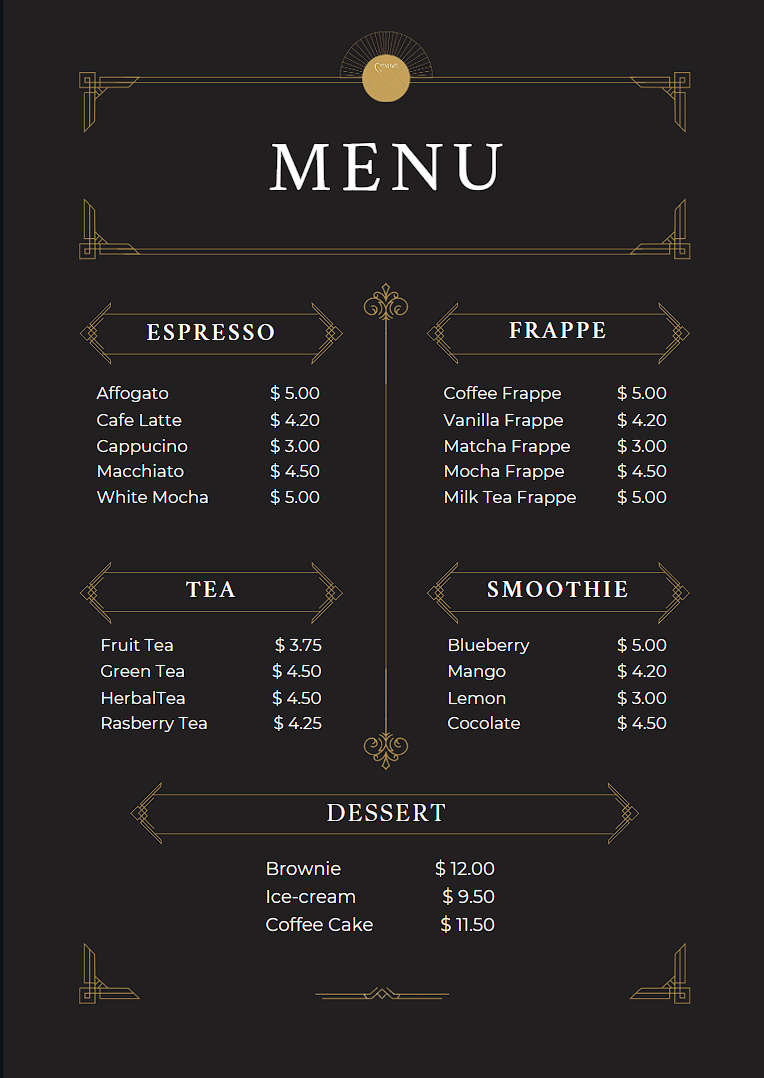 MENU
ESPRESSO
Affogato $ 5.00
Cafe Latte $ 4.20
Cappucino $ 3.00
Macchiato $ 4.50
White Mocha $ 5.00
FRAPPE
Coffee Frappe $ 5.00
Vanilla Frappe $ 4.20
Matcha Frappe $ 3.00
Mocha Frappe $ 4.50
Milk Tea Frappe $ 5.00
TEA
Fruit Tea $ 3.75
Green Tea $ 4.50
HerbalTea $ 4.50
Rasberry Tea $ 4.25
SMOOTHIE
Blueberry $ 5.00
Mango $ 4.20
Lemon $ 3.00
Cocolate $ 4.50
DESSERT
Brownie $ 12.00
Ice-cream $ 9.50
Coffee Cake $ 11.50